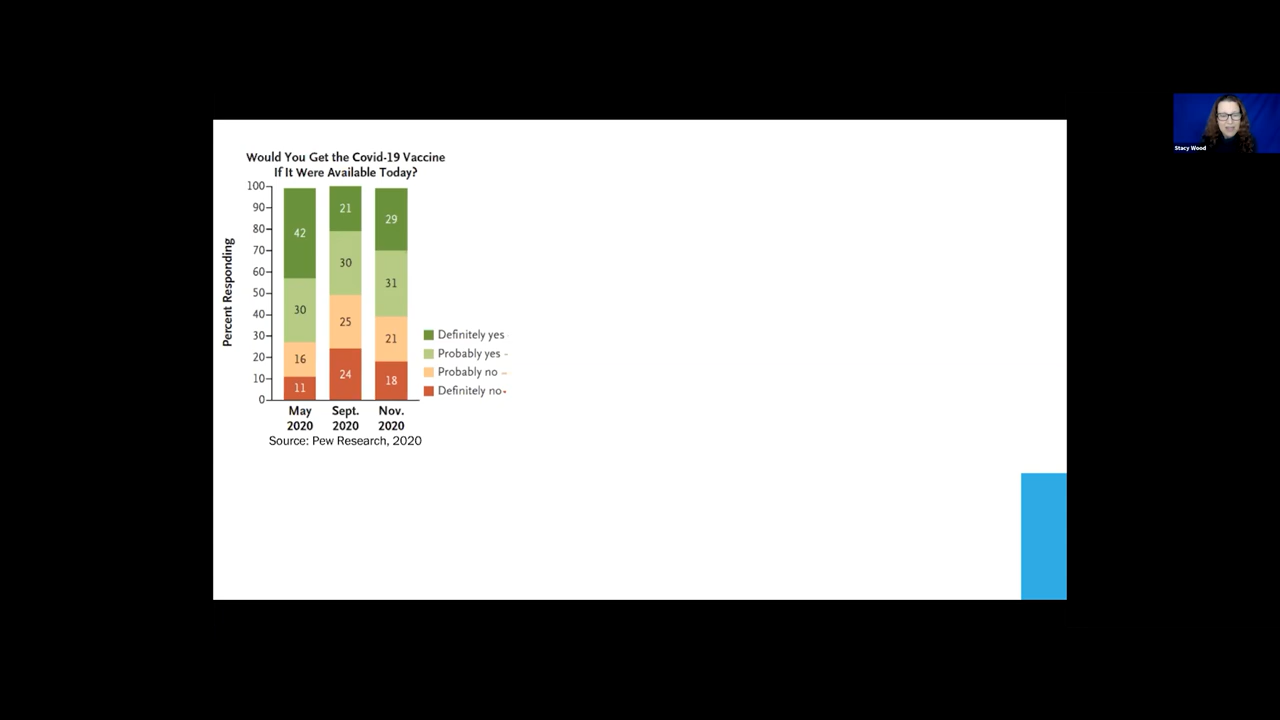 Would You Get the Covid-19 Vaccine
If It Were Available Today?
Percent Responding
100
90
80
70
60
50
40
30
20
10
0
42
30
16
11
21
30
25
24
29
31
21
18
Definitely yes
Probably yes
Probably no
Definitely no
May
2020
Sept.
2020
Nov.
2020
Source: Pew Research, 2020
Stacy Wood